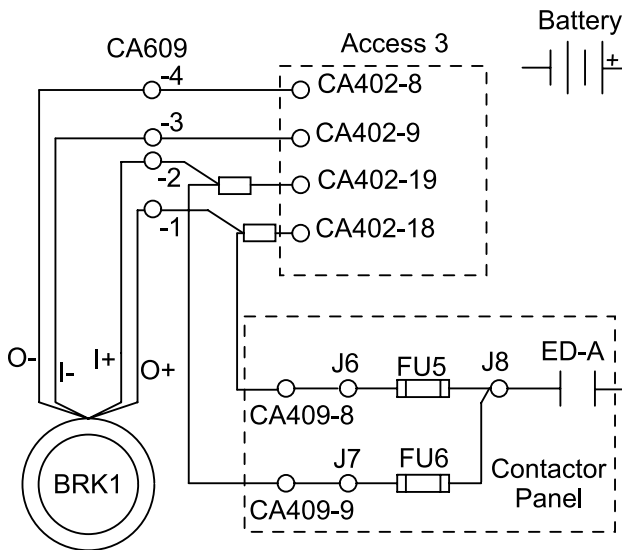 Battery
+
CA609
Access 3
-4
CA402-8
-3
CA402-9
-2
CA402-19
-1
CA402-18
O-
I-
I+
O+
BRK1
J6
FU5
J8
ED-A
CA409-8
J7
FU6
CA409-9
Contactor
Panel